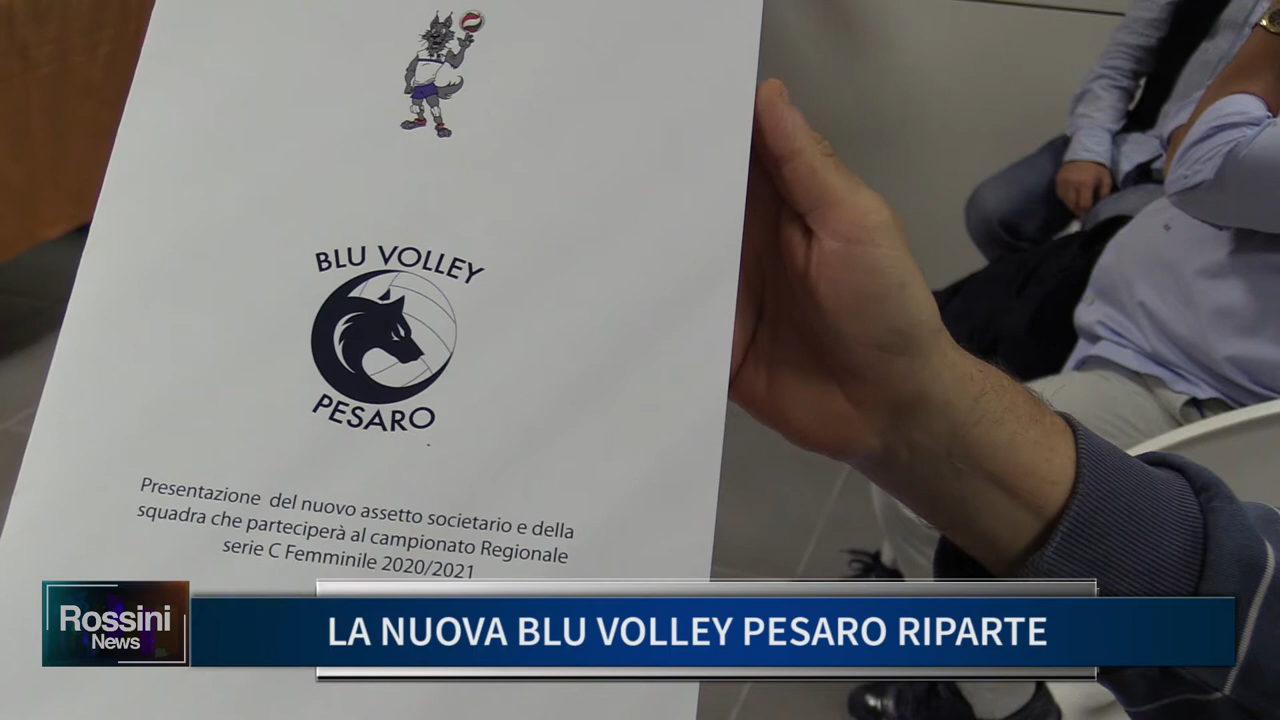 BLU VOLLEY
PESARO
Presentazione del nuovo assetto societario e della
squadra che parteciperà al campionato Regionale
serie C Femminile 2020/2021
Rossini
News
LA NUOVA BLU VOLLEY PESARO RIPARTE